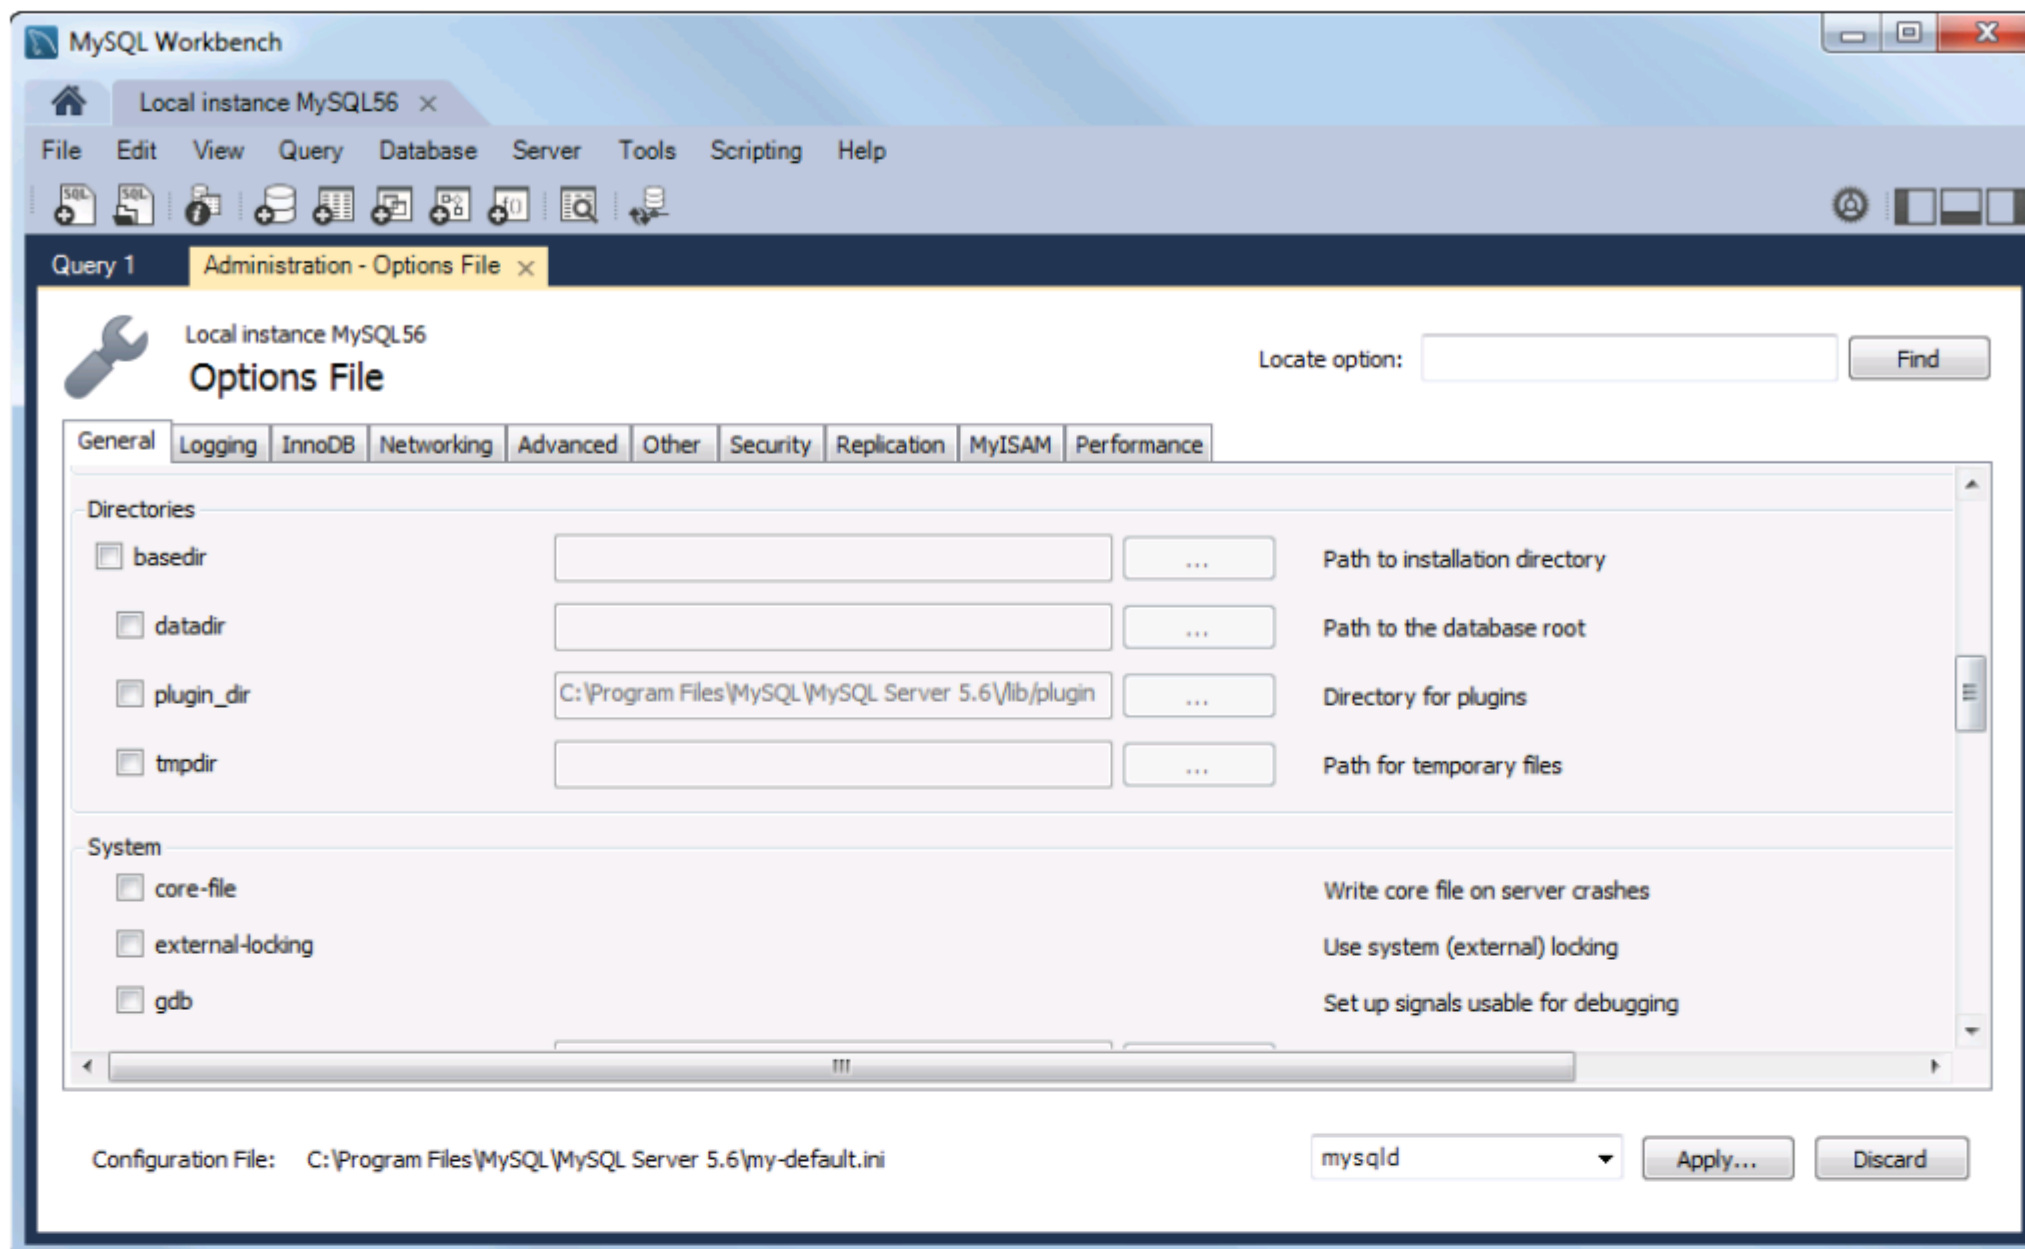 MySQL Workbench
Local instance MySQL56
File Edit View Query Database Server Tools Scripting Help
Query 1 Administration - Options File
Local instance MySQL56
Options File
Locate option: Find
General Logging InnoDB Networking Advanced Other Security Replication MyISAM Performance
Directories
basedir ... Path to installation directory
datadir ... Path to the database root
plugin_dir C:\Program Files\MySQL\MySQL Server 5.6\/lib/plugin ... Directory for plugins
tmpdir ... Path for temporary files
System
core-file Write core file on server crashes
external-locking Use system (external) locking
gdb Set up signals usable for debugging
Configuration File: C:\Program Files\MySQL\MySQL Server 5.6\my-default.ini mysqld Apply... Discard